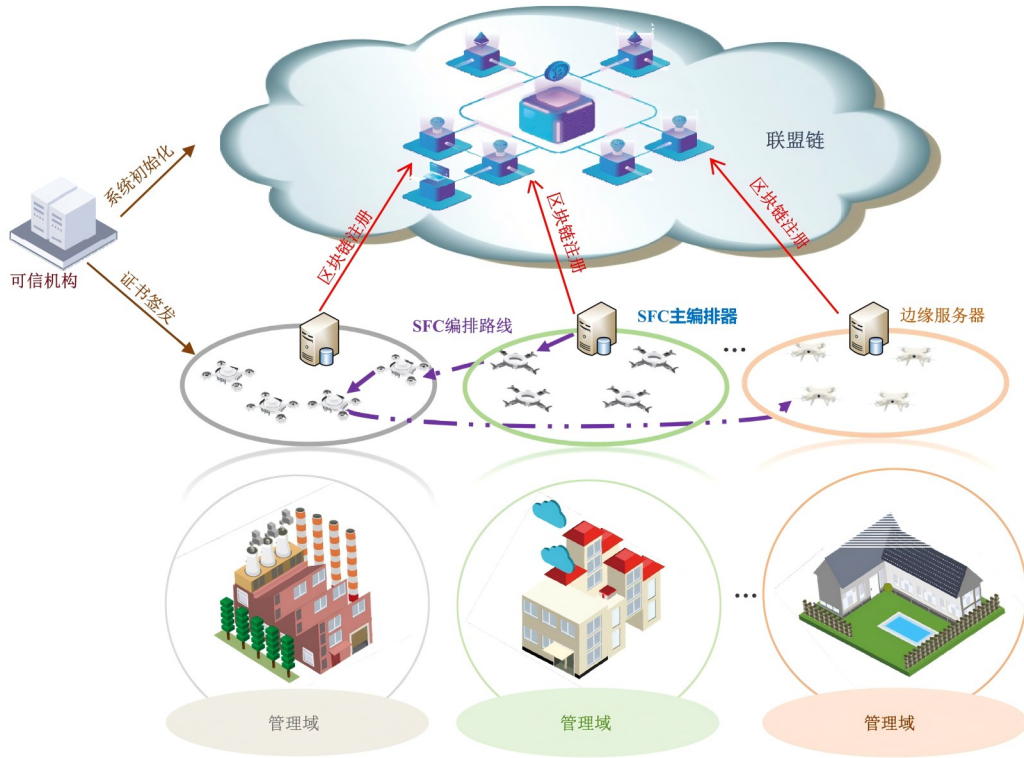 联盟链
系统初始化
可信机构
证书签发
区块链注册
区块链注册
区块链注册
SFC编排路线
SFC主编排器
边缘服务器
...
...
管理域
管理域
管理域